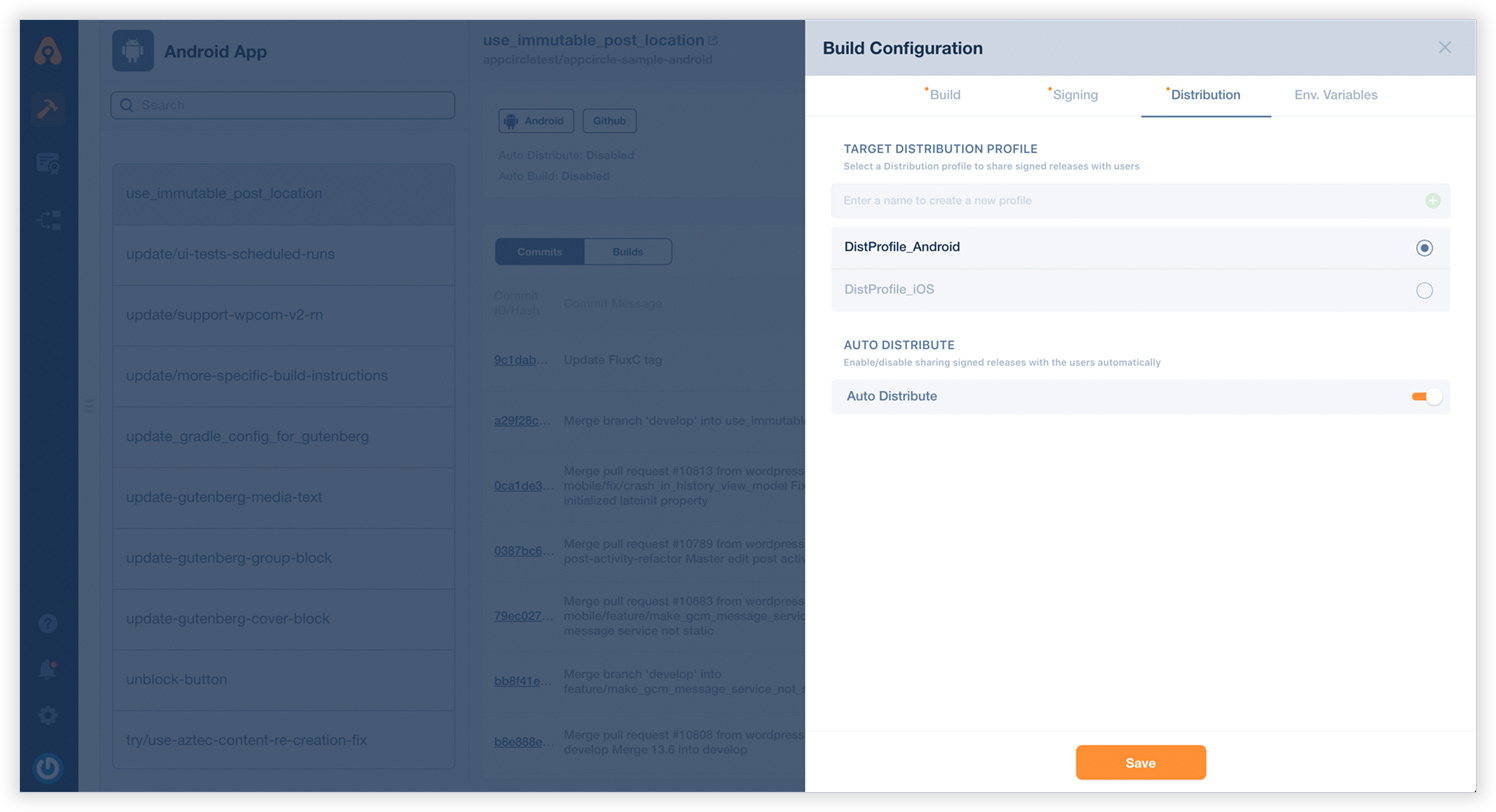 Android App
Search
use_immutable_post_location
update/ui-tests-scheduled-runs
update/support-wpcom-v2-rn
update/more-specific-build-instructions
update_gradle_config_for_gutenberg
update-gutenberg-media-text
update-gutenberg-group-block
update-gutenberg-cover-block
unblock-button
try/use-aztec-content-re-creation-fix
use_immutable_post_location
appcircletest/appcircle-sample-android
Android
Github
Auto Distribute: Disabled
Auto Build: Disabled
Commits
Builds
Commit
ID/Hash
Commit Message
9c1dab...
Update FluxC tag
a29f28c...
Merge branch 'develop' into use_immutabl
0ca1de3...
Merge pull request #10813 from wordpress
mobile/fix/crash_in_history_view_model Fix
initialized lateinit property
0387bc6...
Merge pull request #10789 from wordpress
post-activity-refactor Master edit post activ
79ec027...
Merge pull request #10683 from wordpress
mobile/feature/make_gcm_message_servic
message service not static
bb8f41e...
Merge branch 'develop' into
feature/make_gcm_message_service_not_s
b8e888e...
Merge pull request #10808 from wordpress
develop Merge 13.6 into develop
Build Configuration
Build
Signing
Distribution
Env. Variables
TARGET DISTRIBUTION PROFILE
Select a Distribution profile to share signed releases with users
Enter a name to create a new profile
DistProfile_Android
DistProfile_iOS
AUTO DISTRIBUTE
Enable/disable sharing signed releases with the users automatically
Auto Distribute
Save